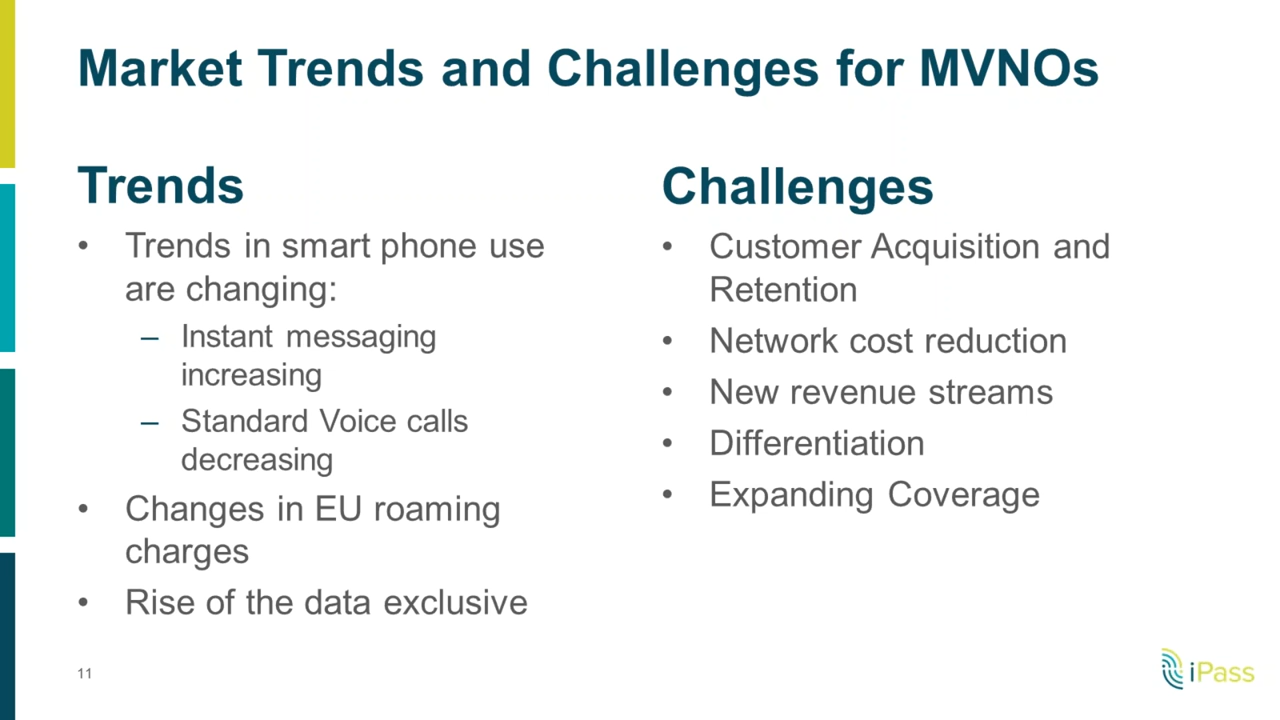 Market Trends and Challenges for MVNOs
Trends
• Trends in smart phone use
are changing:
– Instant messaging
increasing
– Standard Voice calls
decreasing
• Changes in EU roaming
charges
• Rise of the data exclusive
Challenges
• Customer Acquisition and
Retention
• Network cost reduction
• New revenue streams
• Differentiation
• Expanding Coverage
11
iPass